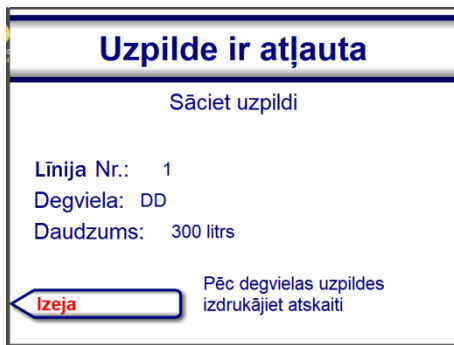 Uzpilde ir atļauta
Sāciet uzpildi
Līnija Nr.: 1
Degviela: DD
Daudzums: 300 litrs
Pēc degvielas uzpildes
izdrukājiet atskaiti
Izeja